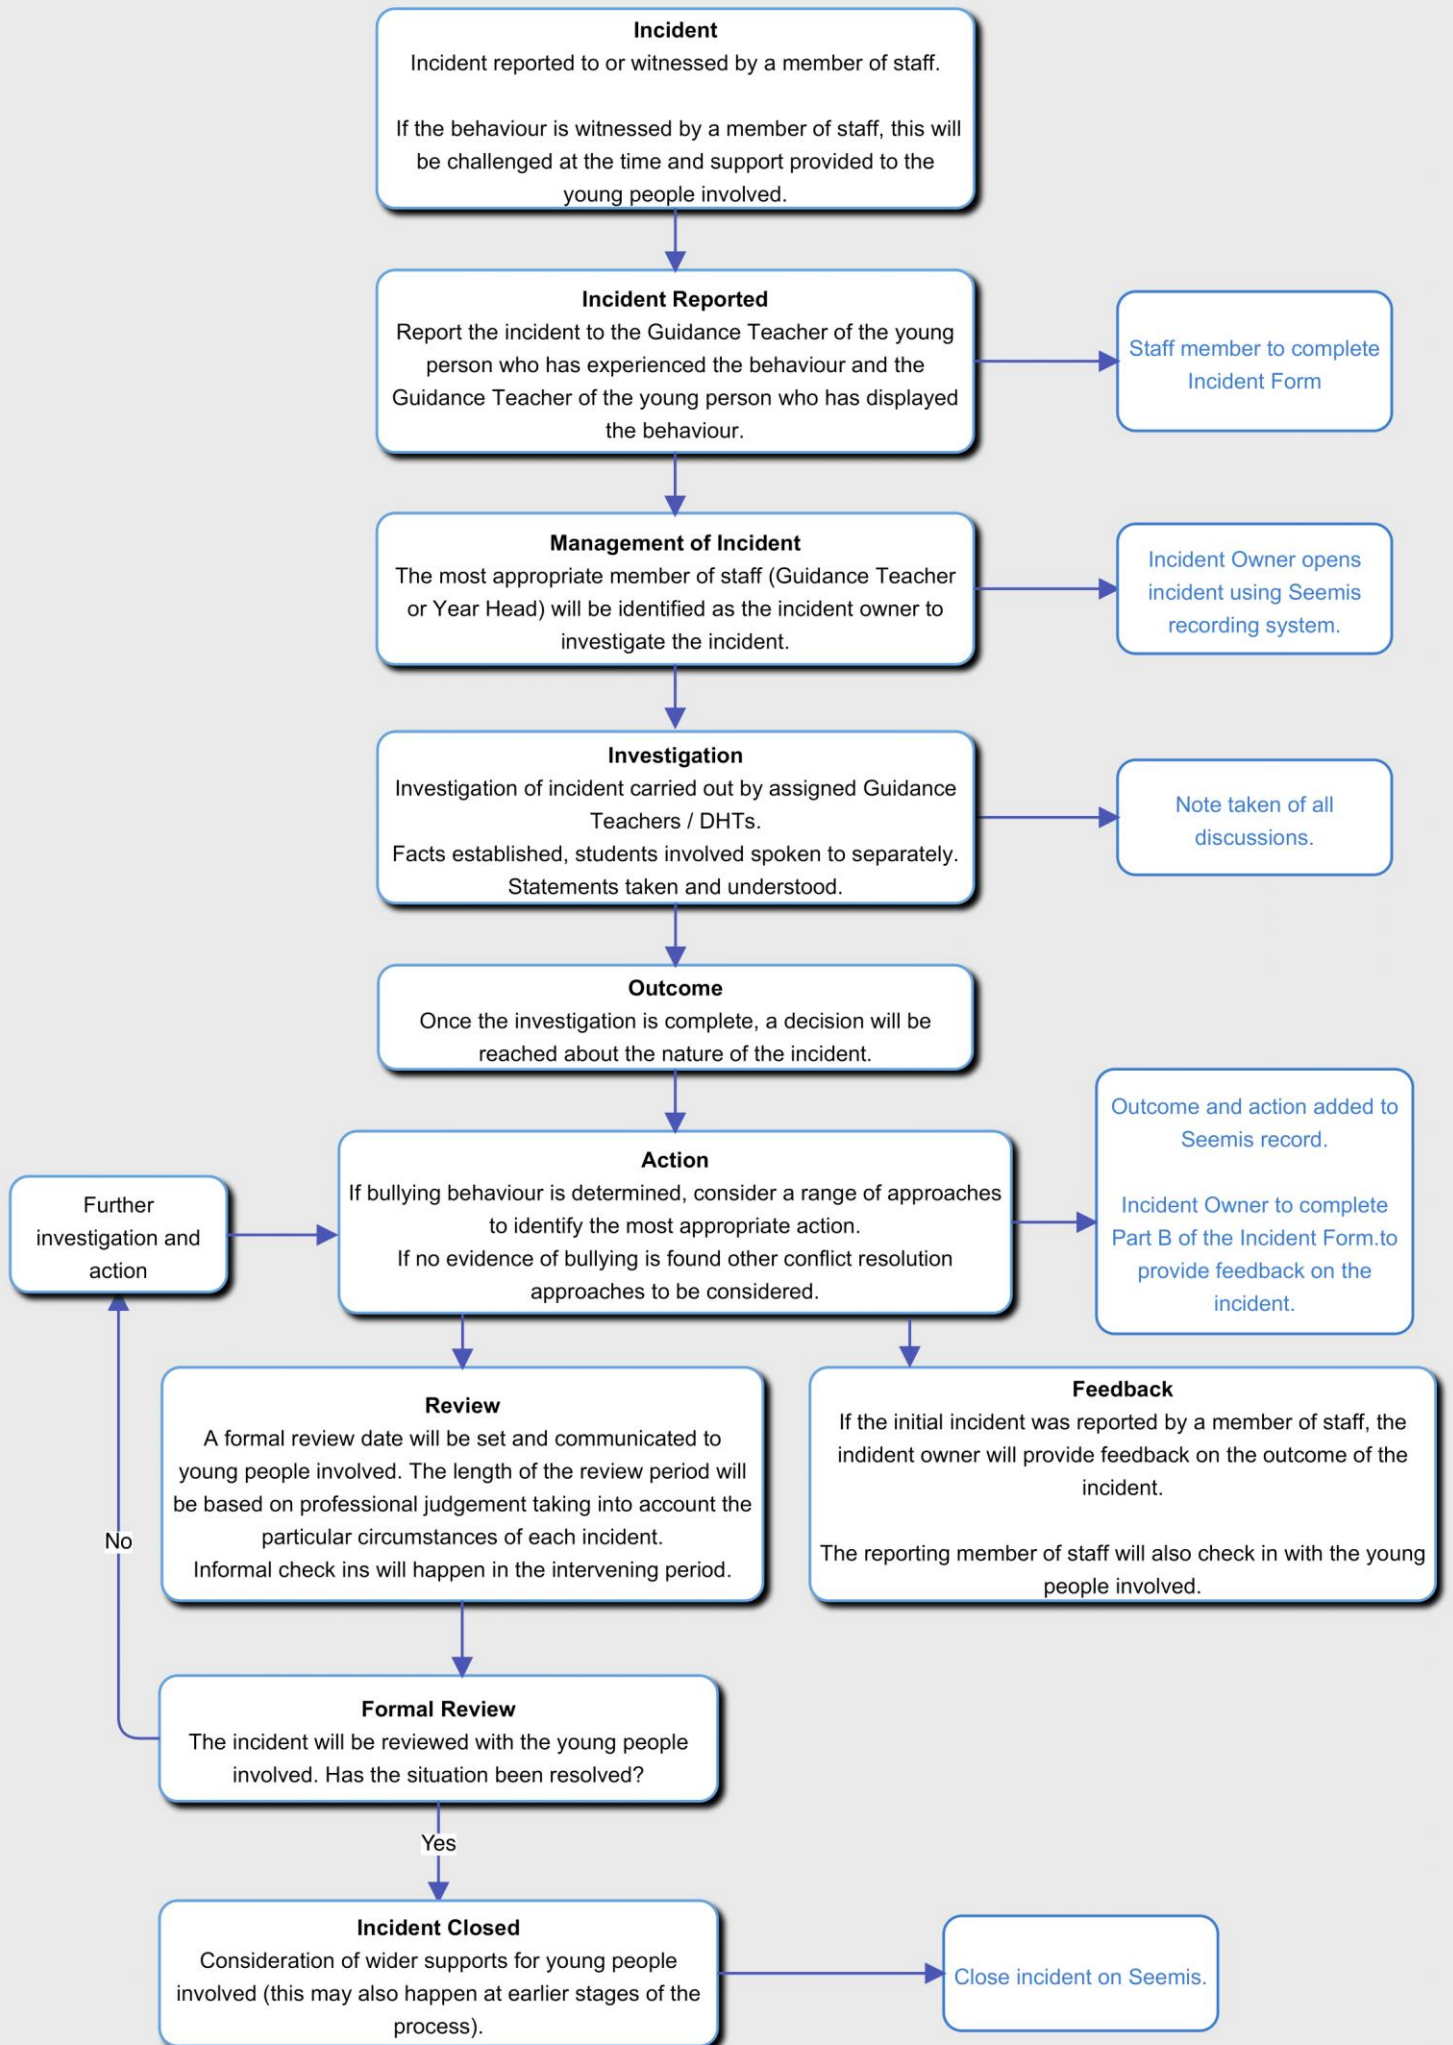 Incident
Incident reported to or witnessed by a member of staff.
If the behaviour is witnessed by a member of staff, this will
be challenged at the time and support provided to the
young people involved.
Incident Reported
Report the incident to the Guidance Teacher of the young
person who has experienced the behaviour and the
Guidance Teacher of the young person who has displayed
the behaviour.
Staff member to complete
Incident Form
Management of Incident
The most appropriate member of staff (Guidance Teacher
or Year Head) will be identified as the incident owner to
investigate the incident.
Incident Owner opens
incident using Seemis
recording system.
Investigation
Investigation of incident carried out by assigned Guidance
Teachers / DHTs.
Facts established, students involved spoken to separately.
Statements taken and understood.
Note taken of all
discussions.
Outcome
Once the investigation is complete, a decision will be
reached about the nature of the incident.
Further
investigation and
action
Action
If bullying behaviour is determined, consider a range of approaches
to identify the most appropriate action.
If no evidence of bullying is found other conflict resolution
approaches to be considered.
Outcome and action added to
Seemis record.
Incident Owner to complete
Part B of the Incident Form.to
provide feedback on the
incident.
Review
A formal review date will be set and communicated to
young people involved. The length of the review period will
be based on professional judgement taking into account the
particular circumstances of each incident.
Informal check ins will happen in the intervening period.
Feedback
If the initial incident was reported by a member of staff, the
indident owner will provide feedback on the outcome of the
incident.
The reporting member of staff will also check in with the young
people involved.
No
Formal Review
The incident will be reviewed with the young people
involved. Has the situation been resolved?
Yes
Incident Closed
Consideration of wider supports for young people
involved (this may also happen at earlier stages of the
process).
Close incident on Seemis.